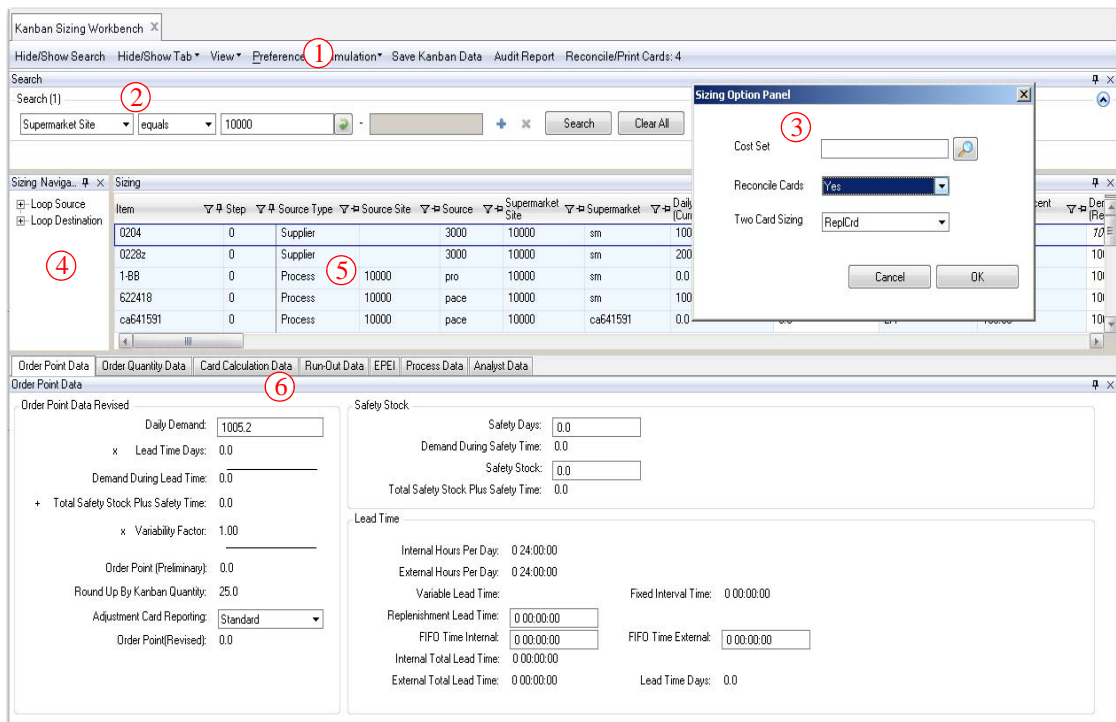 Kanban Sizing Workbench X
Hide/Show Search Hide/Show Tab View Preference 1 mulation Save Kanban Data Audit Report Reconcile/Print Cards: 4
Search
Search (1) 2
Supermarket Site equals 10000 - Search Clear All
Sizing Option Panel
3
Cost Set
Reconcile Cards Yes
Two Card Sizing ReplCrd
Cancel OK
Sizing Naviga..
Loop Source
Loop Destination
4
Sizing
Item Step Source Type Source Site Source Supermarket Site Supermarket
0204 0 Supplier 3000 10000 sm 100
0228z 0 Supplier 3000 10000 sm 200
1-BB 0 Process 5 10000 pro 10000 sm 0.0
622418 0 Process 10000 pace 10000 sm 100
ca641591 0 Process 10000 pace 10000 ca641591 0.0
Order Point Data Order Quantity Data Card Calculation Data Run-Out Data EPEI Process Data Analyst Data
6
Order Point Data
Order Point Data Revised
Daily Demand: 1005.2
x Lead Time Days: 0.0
Demand During Lead Time: 0.0
+ Total Safety Stock Plus Safety Time: 0.0
x Variability Factor: 1.00
Order Point (Preliminary): 0.0
Round Up By Kanban Quantity: 25.0
Adjustment Card Reporting: Standard
Order Point(Revised): 0.0
Safety Stock
Safety Days: 0.0
Demand During Safety Time: 0.0
Safety Stock: 0.0
Total Safety Stock Plus Safety Time: 0.0
Lead Time
Internal Hours Per Day: 0 24:00:00
External Hours Per Day: 0 24:00:00
Variable Lead Time: Fixed Interval Time: 0 00:00:00
Replenishment Lead Time: 0 00:00:00
FIFO Time Internal: 0 00:00:00 FIFO Time External: 0 00:00:00
Internal Total Lead Time: 0 00:00:00
External Total Lead Time: 0 00:00:00 Lead Time Days: 0.0